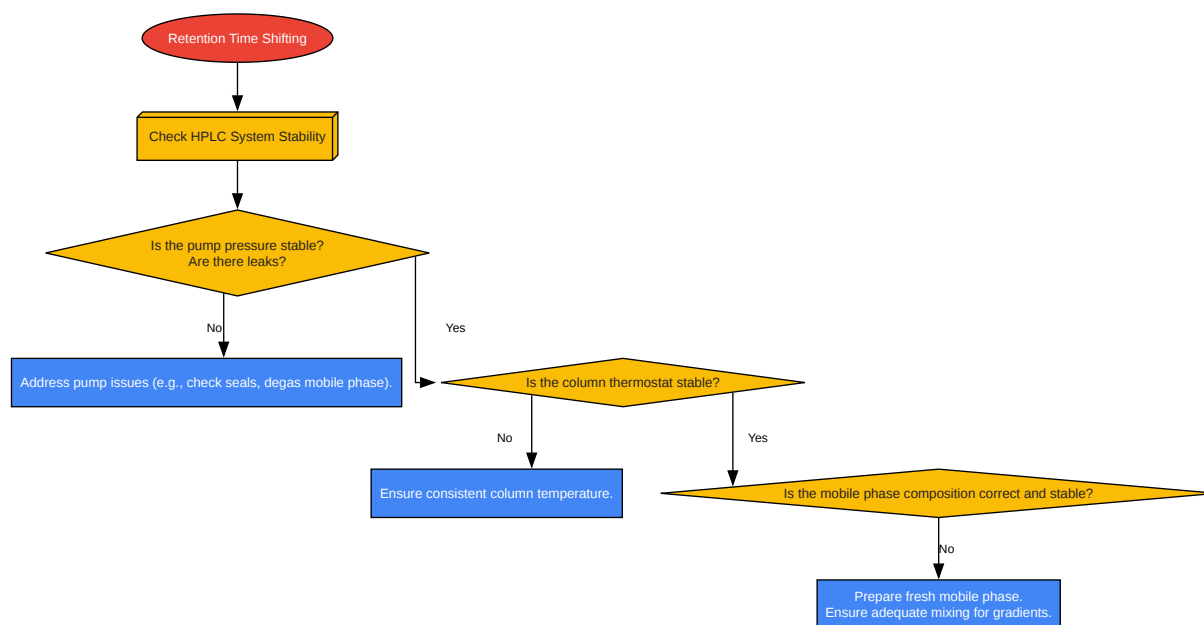 Retention Time Shifting
Check HPLC System Stability
Is the pump pressure stable?
Are there leaks?
No
Yes
Address pump issues (e.g., check seals, degas mobile phase).
Is the column thermostat stable?
No
Yes
Ensure consistent column temperature.
Is the mobile phase composition correct and stable?
No
Prepare fresh mobile phase.
Ensure adequate mixing for gradients.